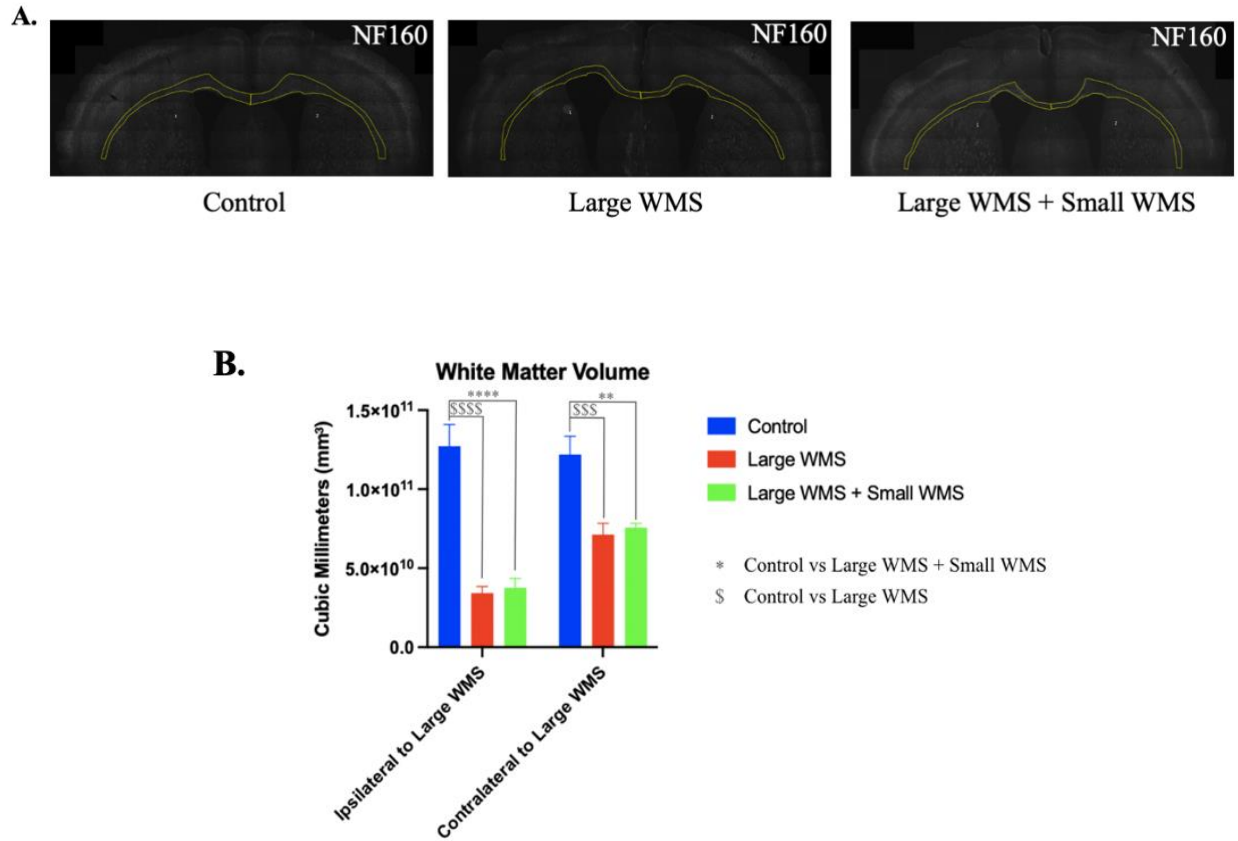 A.
NF160
NF160
NF160
Control
Large WMS
Large WMS + Small WMS
B.
White Matter Volume
****
$$$$
**
$$$
Cubic Millimeters (mm³)
1.5×10¹¹
1.0×10¹¹
5.0×10¹⁰
0.0
Ipsilateral to Large WMS
Contralateral to Large WMS
Control
Large WMS
Large WMS + Small WMS
* Control vs Large WMS + Small WMS
$ Control vs Large WMS